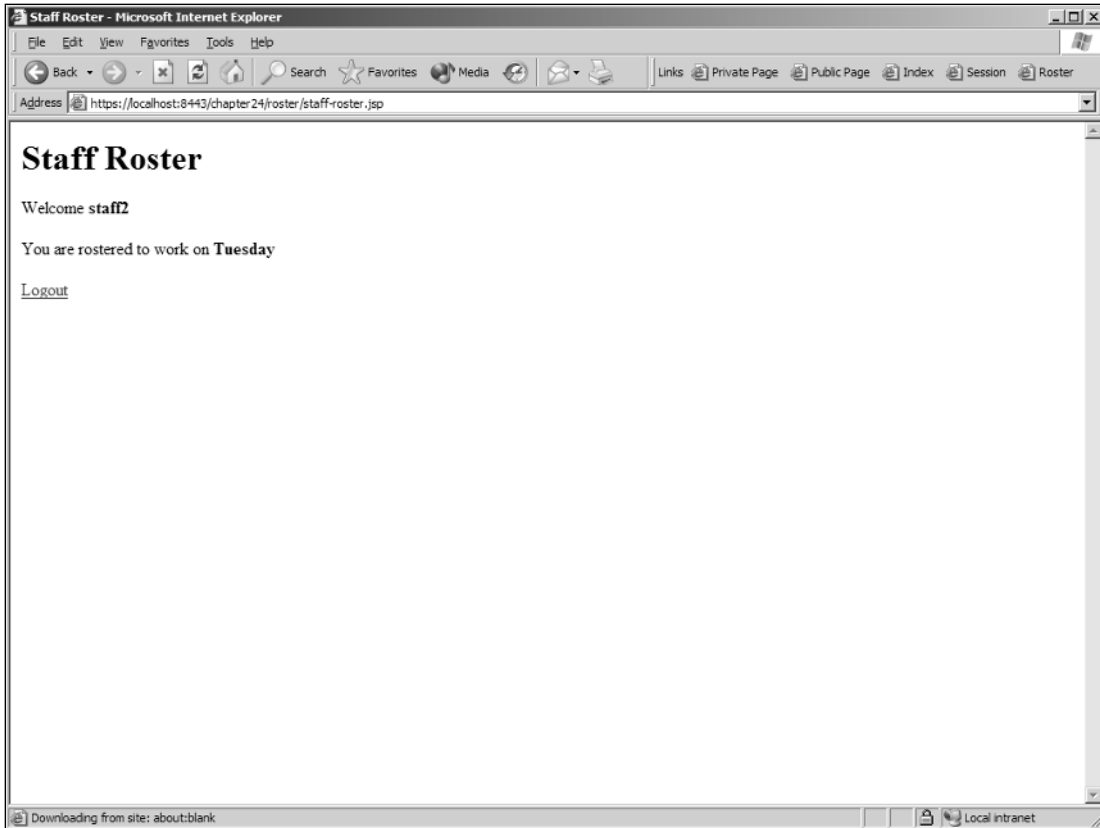 Staff Roster - Microsoft Internet Explorer
File Edit View Favorites Tools Help
Back Search Favorites Media Links Private Page Public Page Index Session Roster
Address https://localhost:8443/chapter24/roster/staff-roster.jsp
Staff Roster
Welcome staff2
You are rostered to work on Tuesday
Logout
Downloading from site: about:blank Local intranet